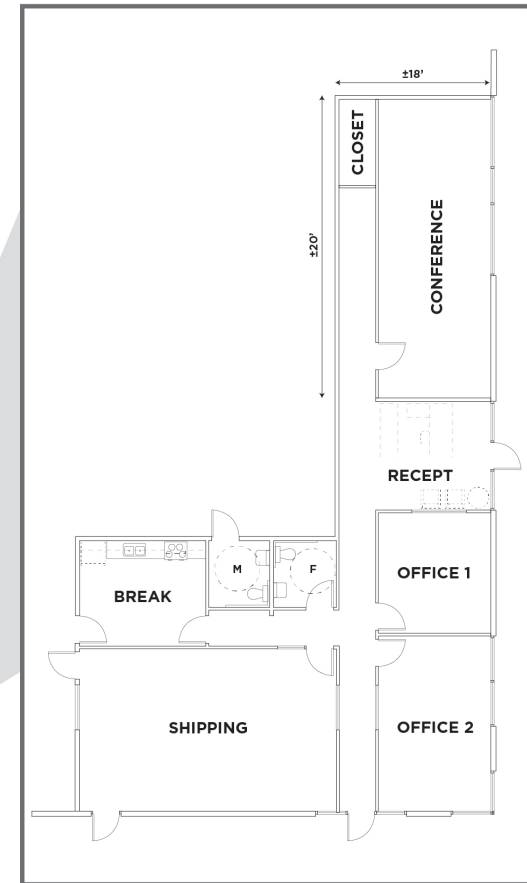 ±18'
CLOSET
±20'
CONFERENCE
RECEPT
M
F
OFFICE 1
BREAK
SHIPPING
OFFICE 2